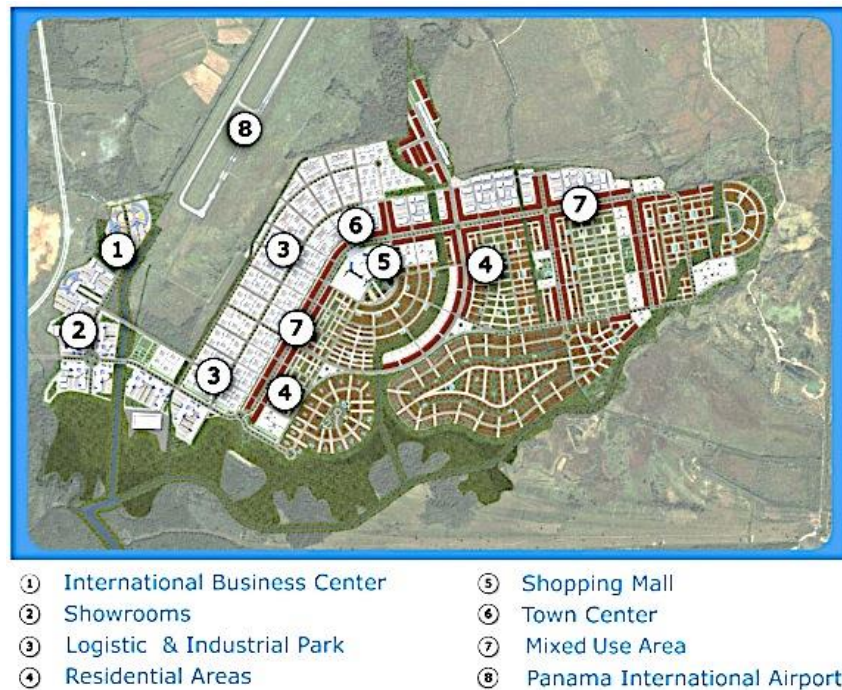 8
1
6
3
5
4
7
2
7
3
4
① International Business Center
② Showrooms
③ Logistic & Industrial Park
④ Residential Areas
⑤ Shopping Mall
⑥ Town Center
⑦ Mixed Use Area
⑧ Panama International Airport